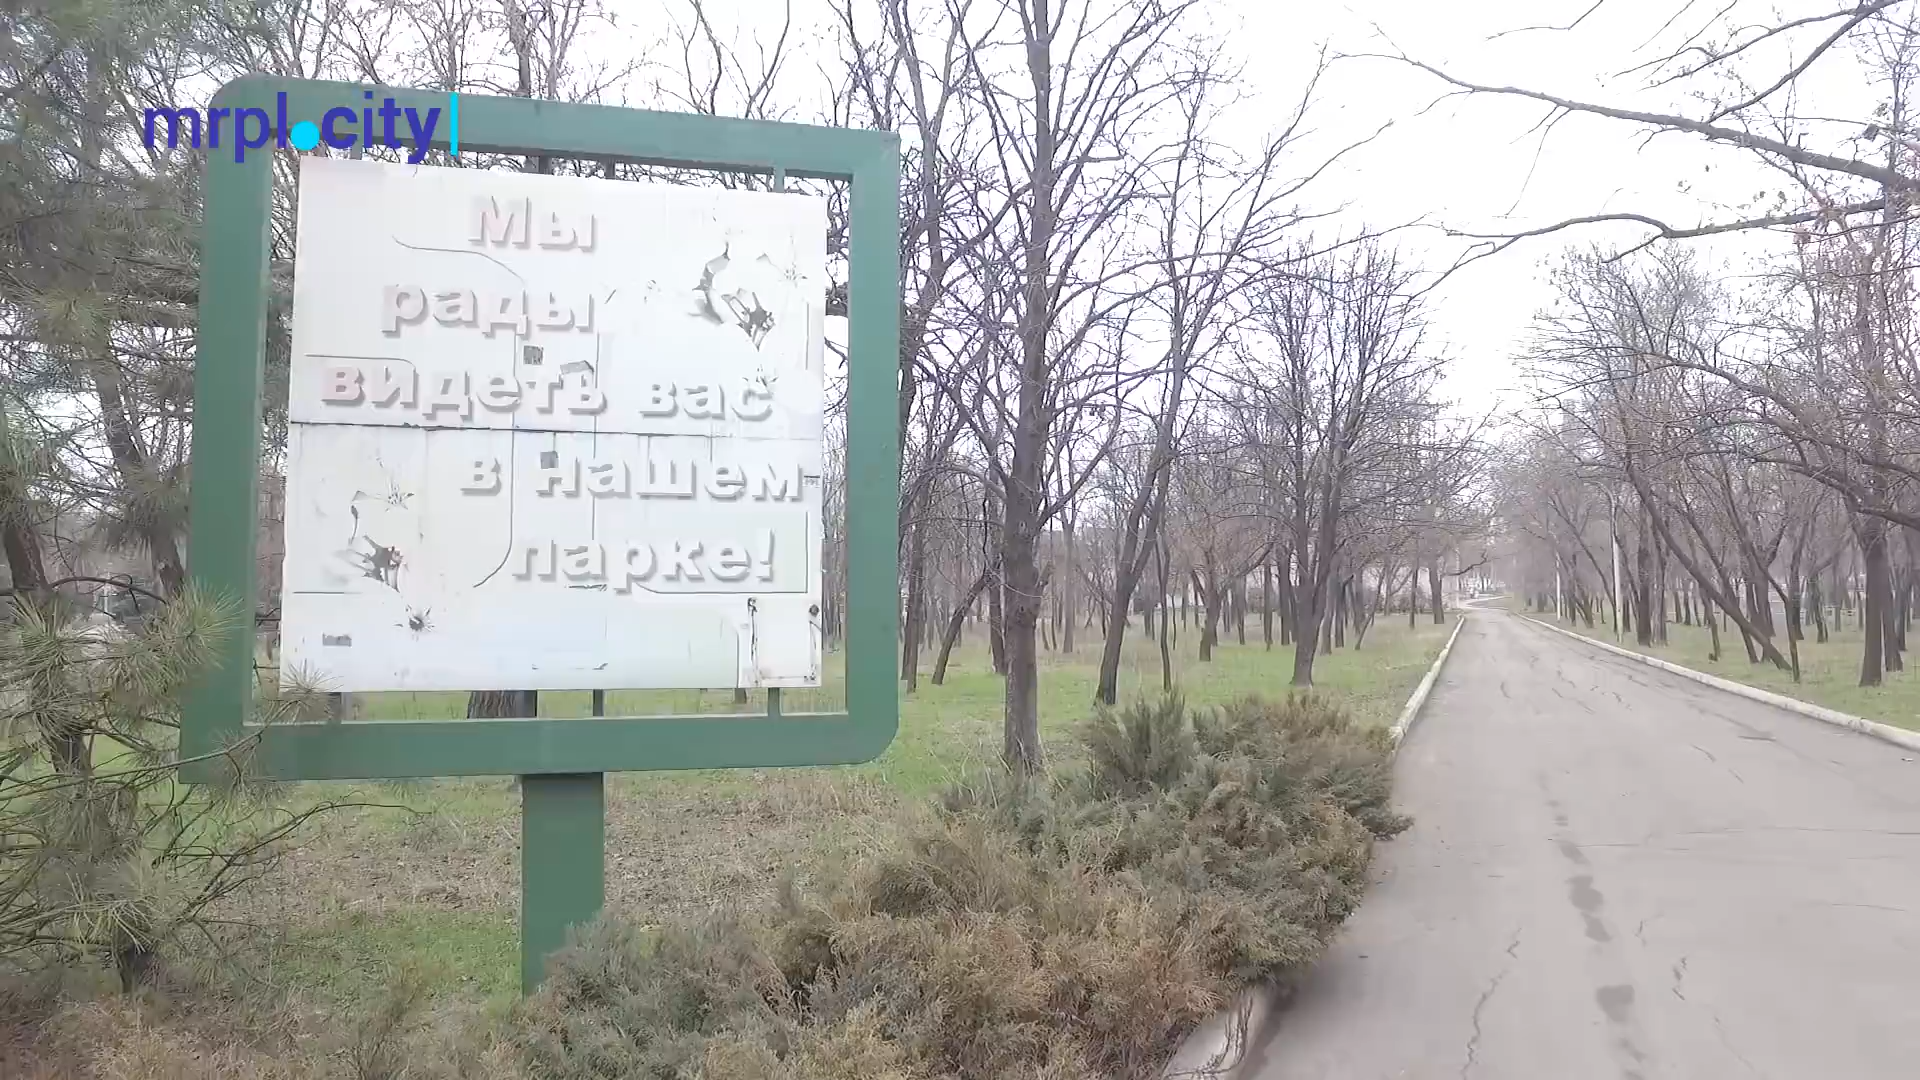 mrpl.city
Мы
рады
видеть вас
в нашем
парке!